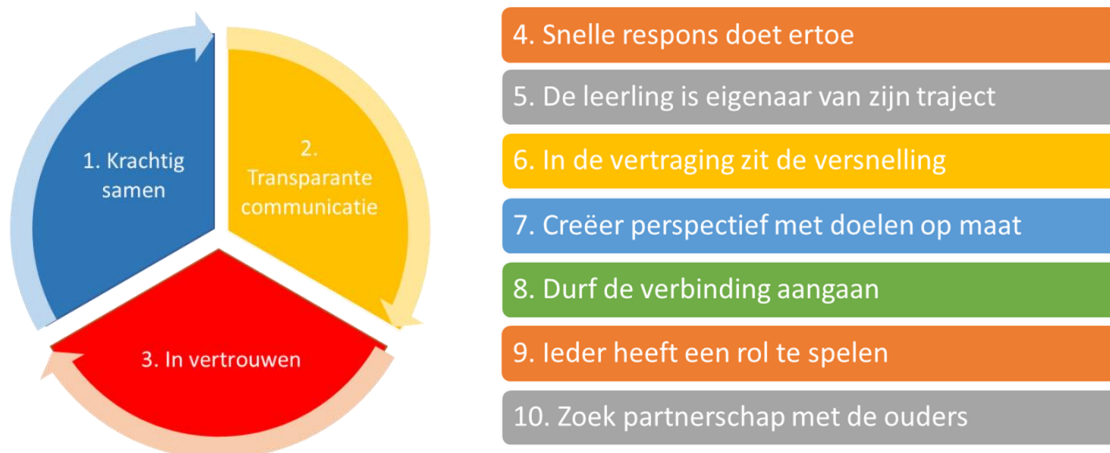 1. Krachtig
samen
2.
Transparante
communicatie
3. In vertrouwen
4. Snelle respons doet ertoe
5. De leerling is eigenaar van zijn traject
6. In de vertraging zit de versnelling
7. Creëer perspectief met doelen op maat
8. Durf de verbinding aangaan
9. Ieder heeft een rol te spelen
10. Zoek partnerschap met de ouders